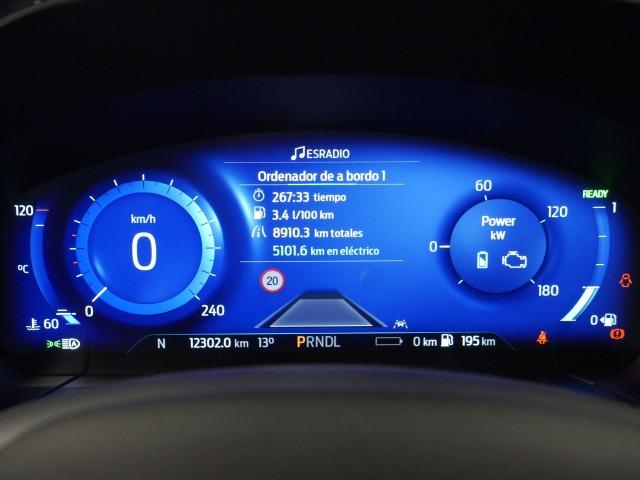 ESRADIO
Ordenador de a bordo 1
267:33 tiempo
3.4 l/100 km
8910.3 km totales
5101.6 km en eléctrico
20
120
ºC
60
km/h
0
0
240
60
120
0
180
Power
kW
READY
1
0
N 12302.0 km 13º PRNDL 0 km 195 km